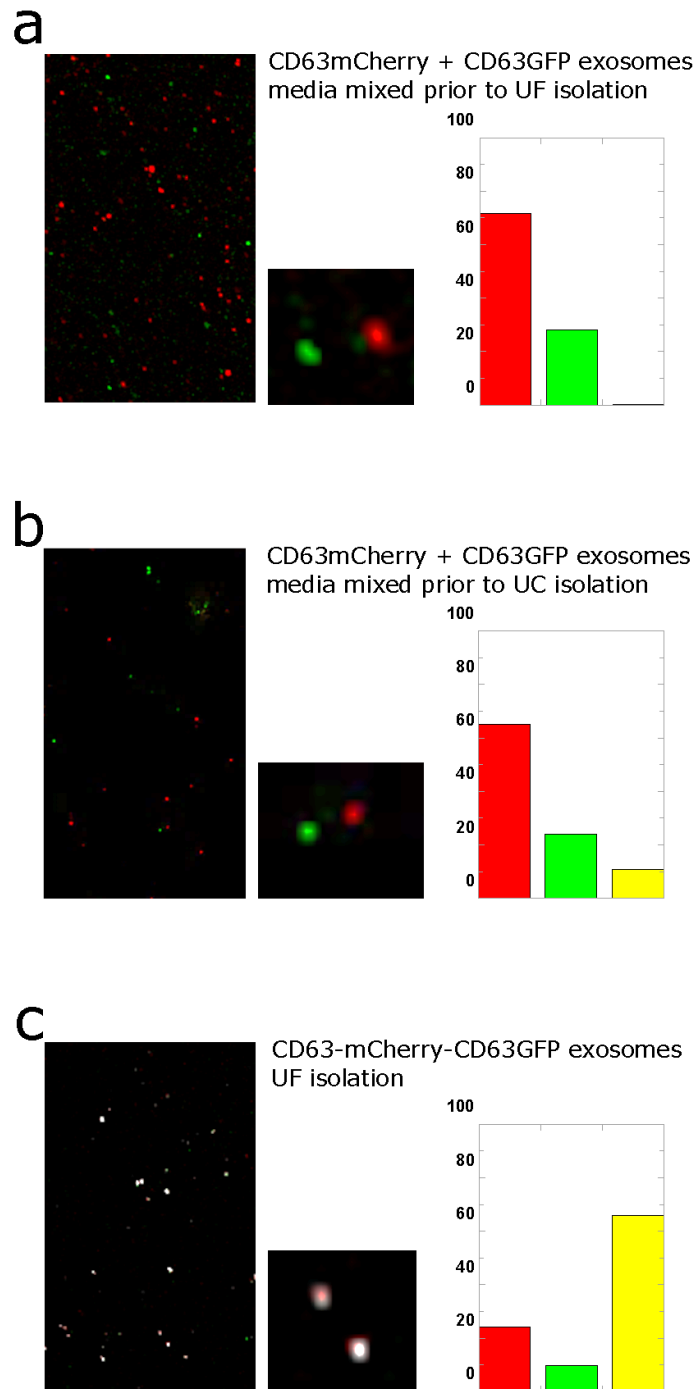 a
CD63mCherry + CD63GFP exosomes
media mixed prior to UF isolation
100
80
60
40
20
0
b
CD63mCherry + CD63GFP exosomes
media mixed prior to UC isolation
100
80
60
40
20
0
c
CD63-mCherry-CD63GFP exosomes
UF isolation
100
80
60
40
20
0